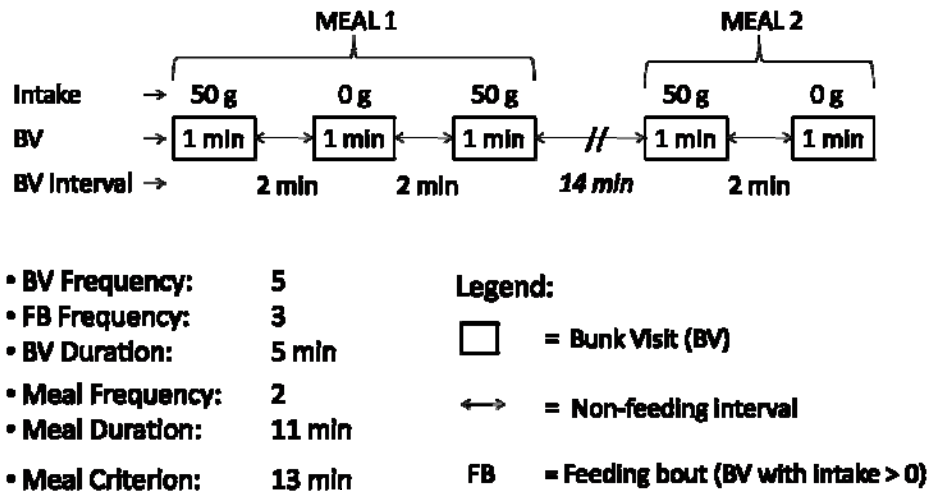 MEAL 1 MEAL 2
Intake → 50 g 0 g 50 g 50 g 0 g
BV → 1 min 1 min 1 min // 1 min 1 min
BV Interval → 2 min 2 min 14 min 2 min
• BV Frequency: 5
• FB Frequency: 3
• BV Duration: 5 min
• Meal Frequency: 2
• Meal Duration: 11 min
• Meal Criterion: 13 min
Legend:
= Bunk Visit (BV)
↔ = Non-feeding interval
FB = Feeding bout (BV with intake > 0)